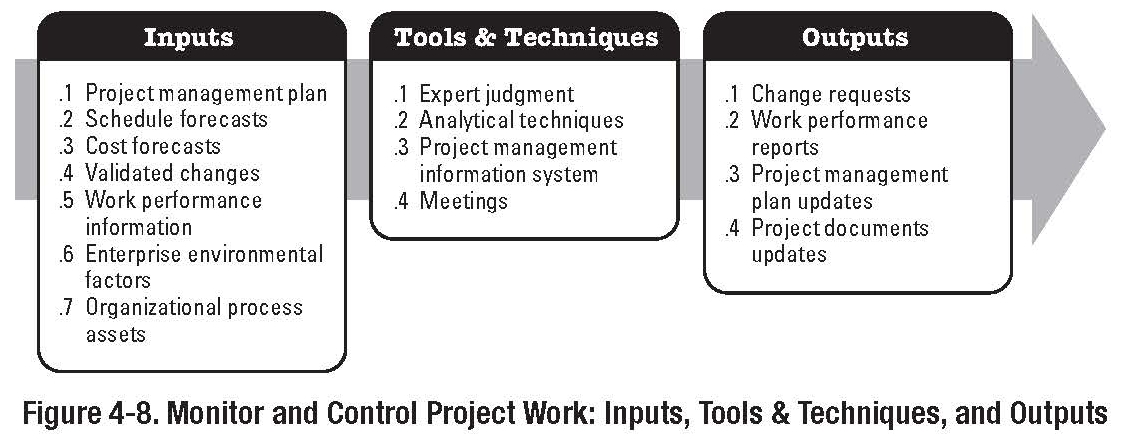 Inputs
.1 Project management plan
.2 Schedule forecasts
.3 Cost forecasts
.4 Validated changes
.5 Work performance
information
.6 Enterprise environmental
factors
.7 Organizational process
assets
Tools & Techniques
.1 Expert judgment
.2 Analytical techniques
.3 Project management
information system
.4 Meetings
Outputs
.1 Change requests
.2 Work performance
reports
.3 Project management
plan updates
.4 Project documents
updates
Figure 4-8. Monitor and Control Project Work: Inputs, Tools & Techniques, and Outputs